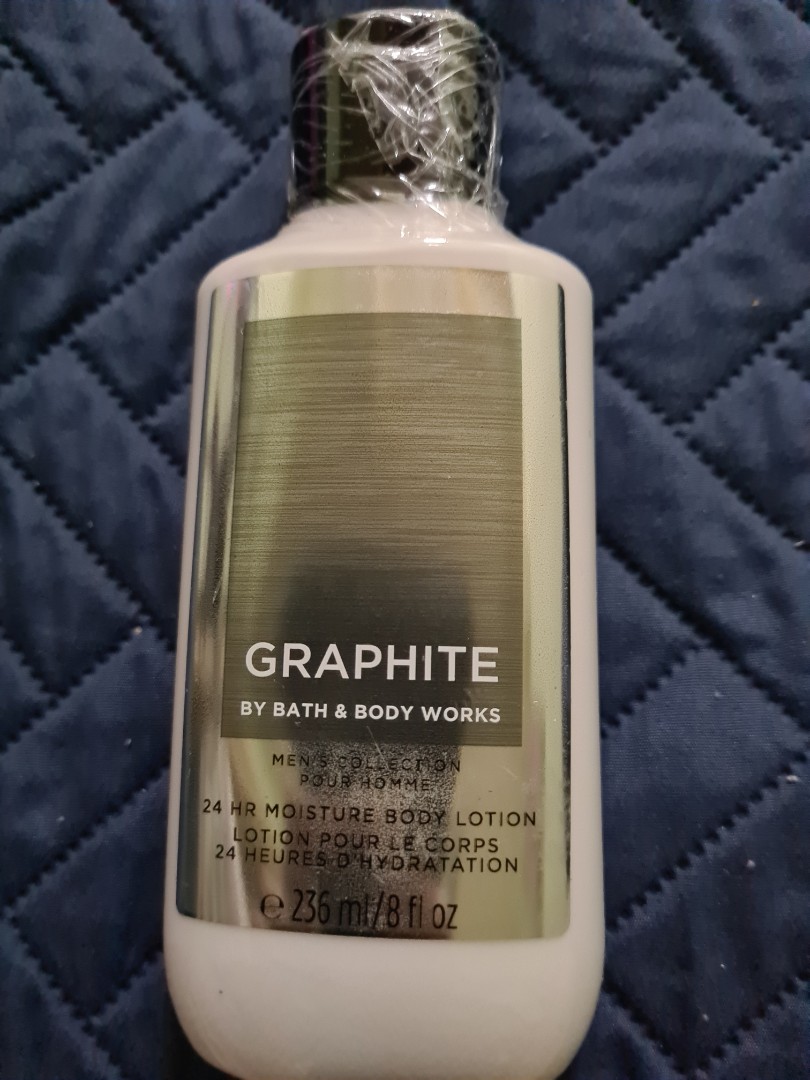 GRAPHITE
BY BATH & BODY WORKS
MEN'S COLLECTION
POUR HOMME
24 HR MOISTURE BODY LOTION
LOTION POUR LE CORPS
24 HEURES D'HYDRATATION
℮ 236 ml/8 fl oz